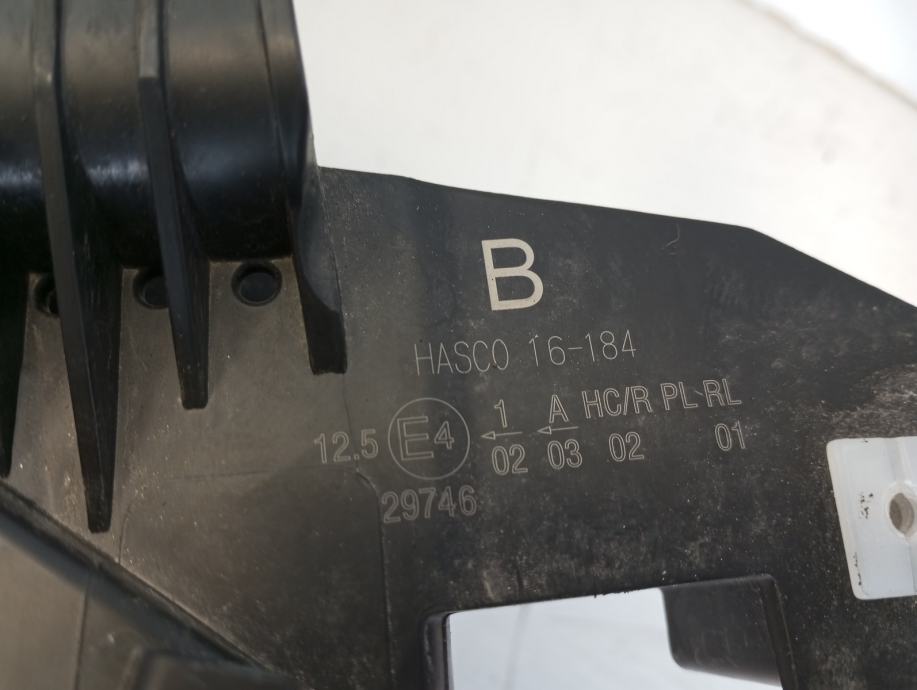 B
HASCO 16-184
12.5 E4 1 A HC/R PL RL
← ←
02 03 02 01
29746